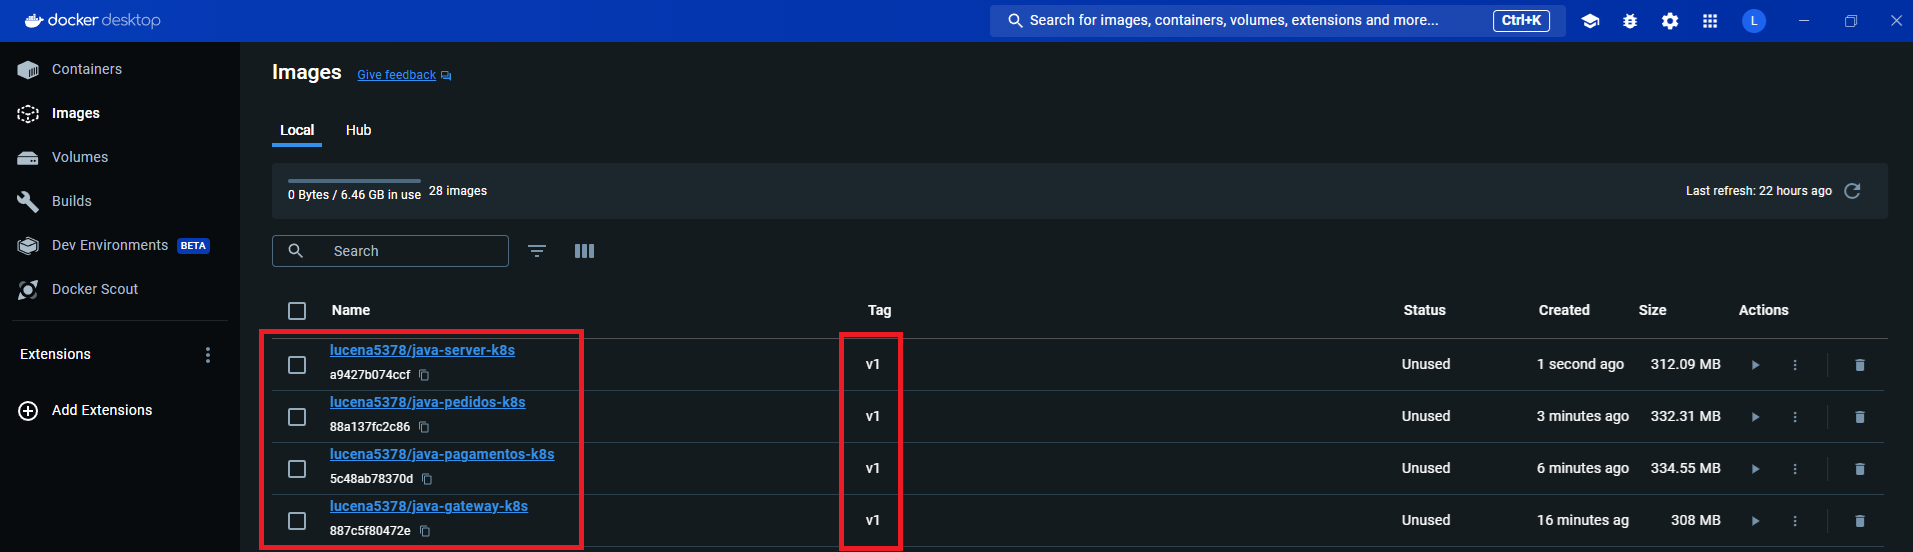 docker desktop
Search for images, containers, volumes, extensions and more...
Ctrl+K
L
Containers
Images
Volumes
Builds
Dev Environments BETA
Docker Scout
Extensions
Add Extensions
Images Give feedback
Local Hub
0 Bytes / 6.46 GB in use 28 images
Last refresh: 22 hours ago
Search
Name Tag Status Created Size Actions
lucena5378/java-server-k8s
a9427b074ccf
v1 Unused 1 second ago 312.09 MB
lucena5378/java-pedidos-k8s
88a137fc2c86
v1 Unused 3 minutes ago 332.31 MB
lucena5378/java-pagamentos-k8s
5c48ab78370d
v1 Unused 6 minutes ago 334.55 MB
lucena5378/java-gateway-k8s
887c5f80472e
v1 Unused 16 minutes ag 308 MB